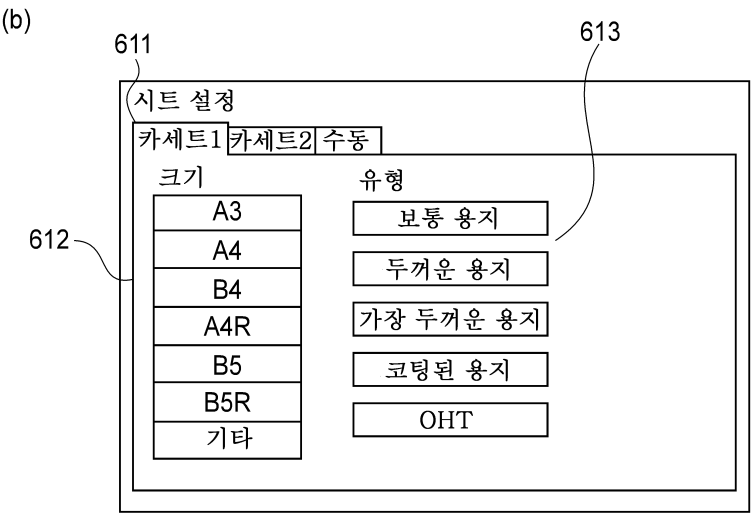 (b)
611
613
시트 설정
카세트1 카세트2 수동
크기
유형
A3
A4
B4
A4R
B5
B5R
기타
보통 용지
두꺼운 용지
가장 두꺼운 용지
코팅된 용지
OHT
612